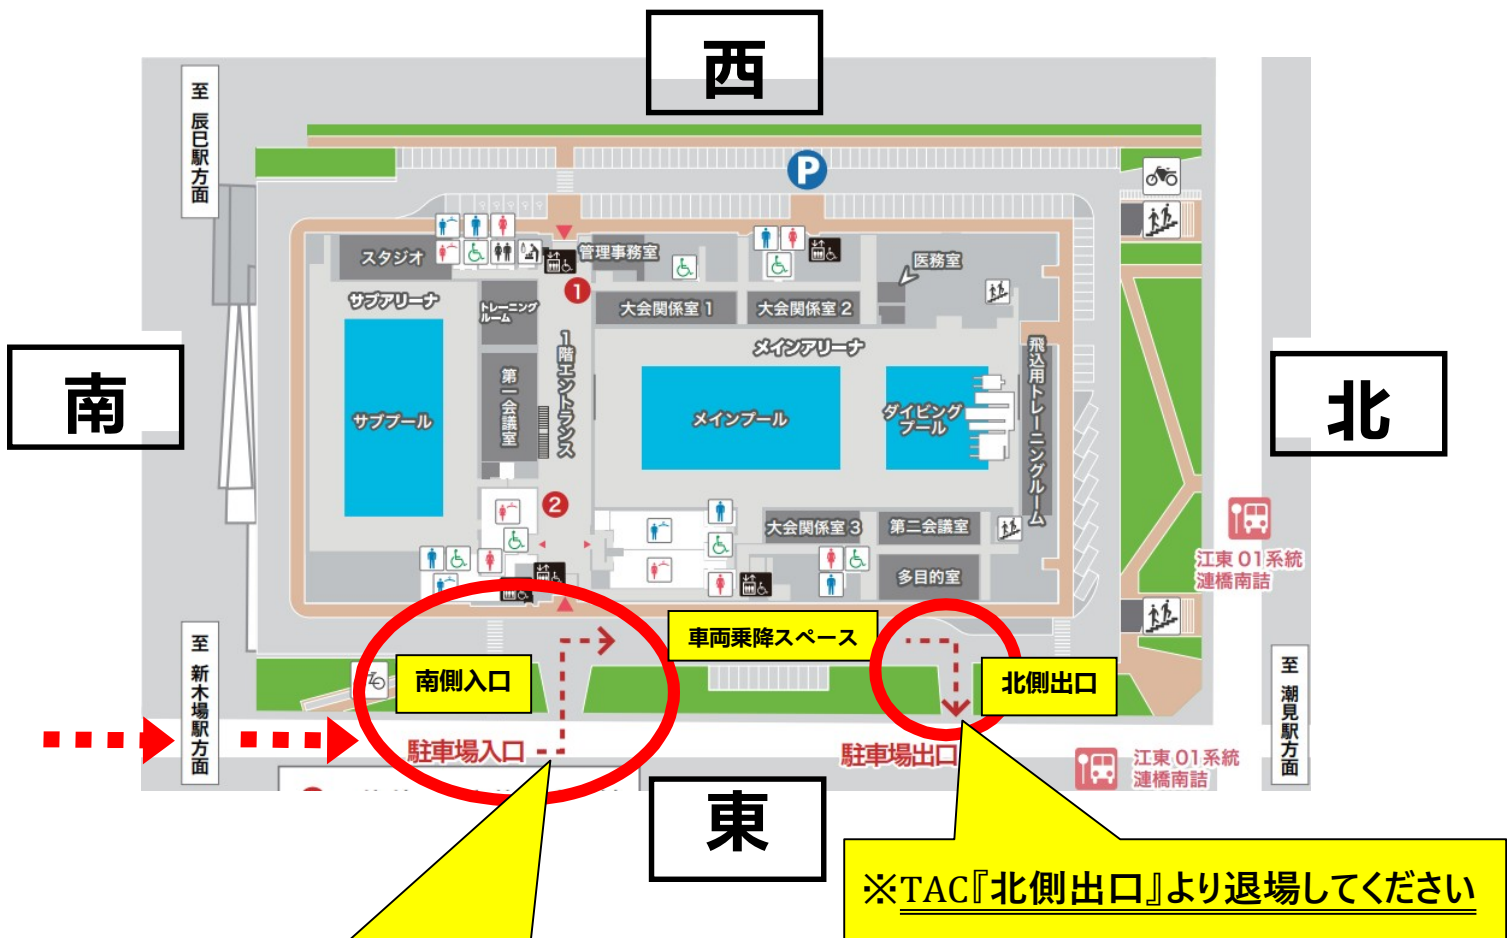 西
至 辰巳駅方面
P
スタジオ
管理事務室
医務室
サブアリーナ
トレーニング
ルーム
1
大会関係室 1
大会関係室 2
1階エントランス
メインアリーナ
飛込用トレーニングルーム
南
北
第一会議室
サブプール
メインプール
ダイビング
プール
2
大会関係室 3
第二会議室
多目的室
江東 01系統
漣橋南詰
至 新木場駅方面
南側入口
車両乗降スペース
北側出口
至 潮見駅方面
駐車場入口
駐車場出口
江東 01系統
漣橋南詰
東
※TAC『北側出口』より退場してください